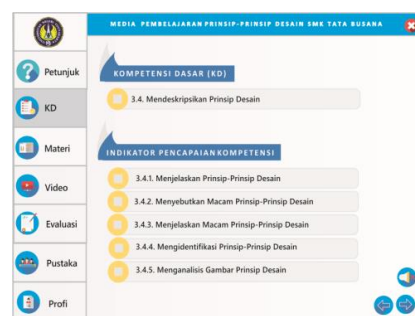 MEDIA PEMBELAJARAN PRINSIP-PRINSIP DESAIN SMK TATA BUSANA
Petunjuk
KD
Materi
Video
Evaluasi
Pustaka
Profi
KOMPETENSI DASAR (KD)
3.4. Mendeskripsikan Prinsip Desain
INDIKATOR PENCAPAIAN KOMPETENSI
3.4.1. Menjelaskan Prinsip-Prinsip Desain
3.4.2. Menyebutkan Macam Prinsip-Prinsip Desain
3.4.3. Menjelaskan Macam Prinsip-Prinsip Desain
3.4.4. Mengidentifikasi Prinsip-Prinsip Desain
3.4.5. Menganalisis Gambar Prinsip Desain